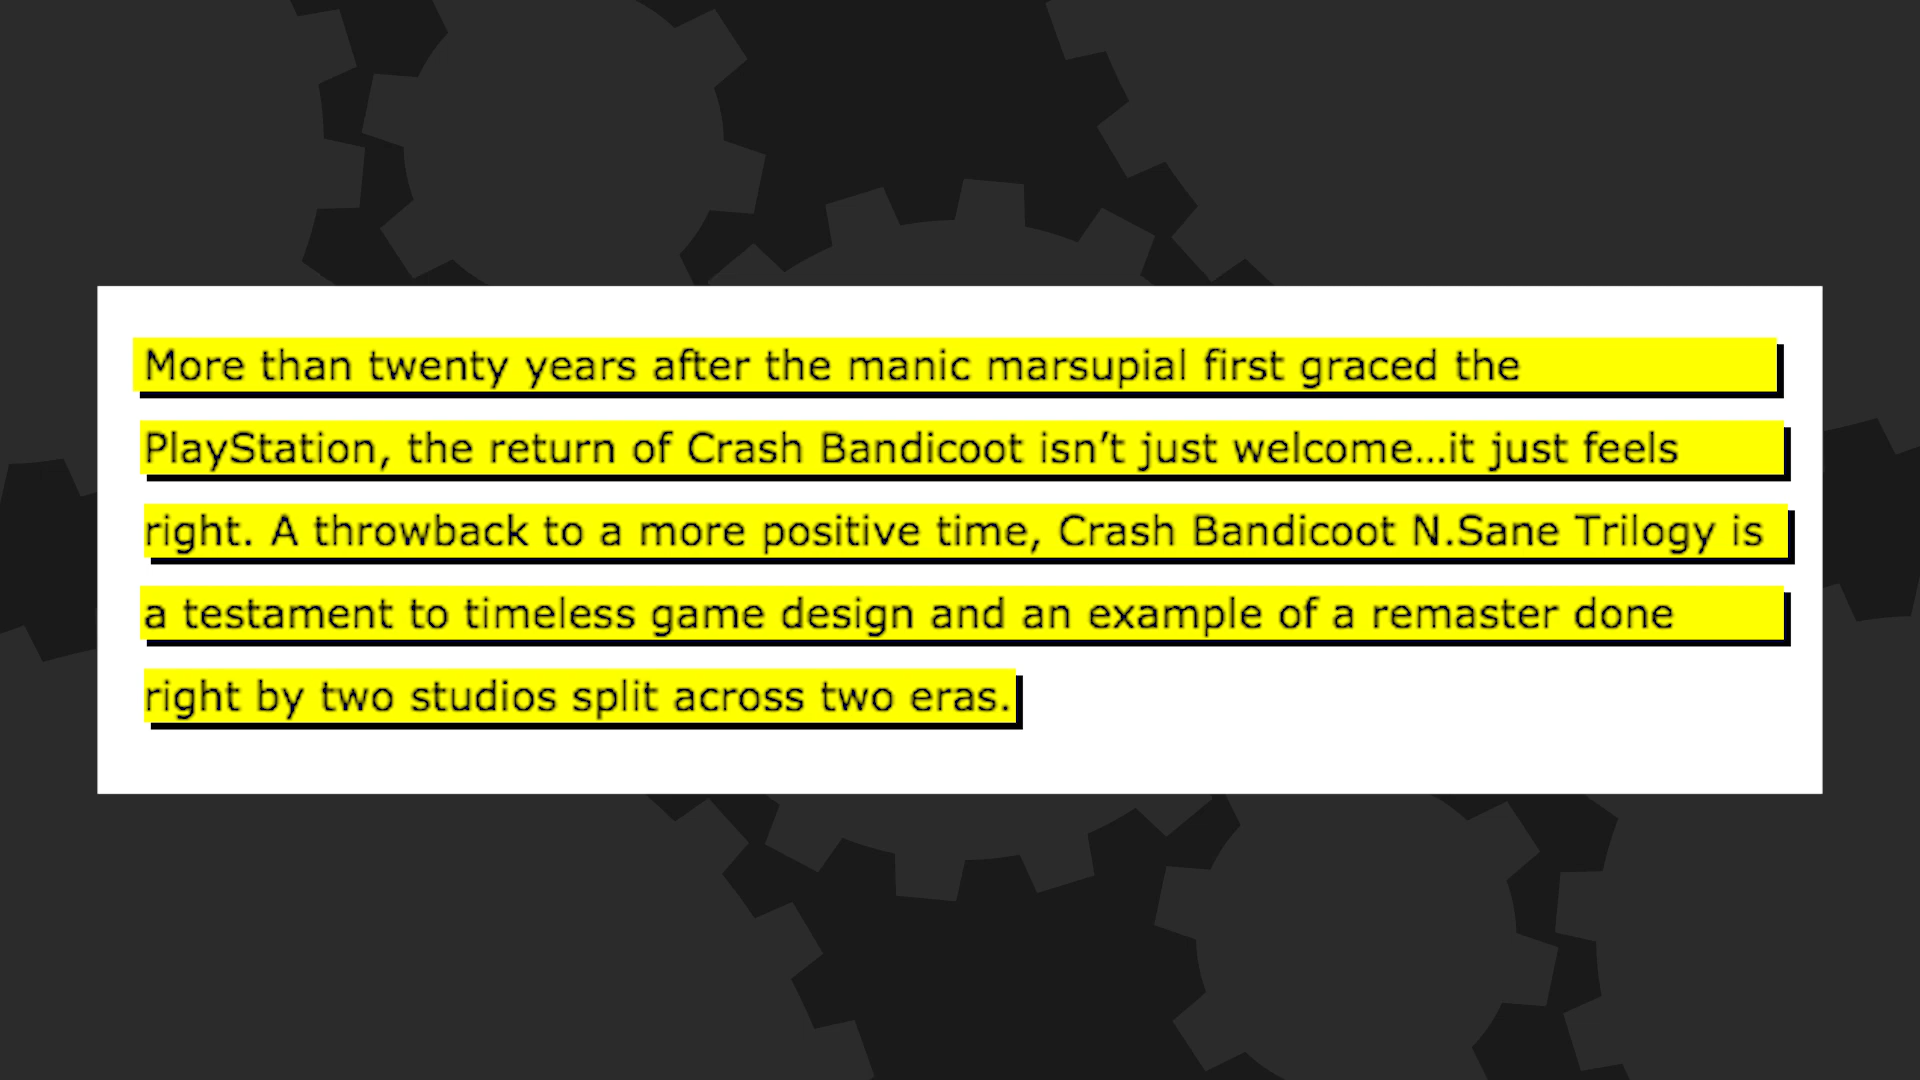 More than twenty years after the manic marsupial first graced the
PlayStation, the return of Crash Bandicoot isn’t just welcome...it just feels
right. A throwback to a more positive time, Crash Bandicoot N.Sane Trilogy is
a testament to timeless game design and an example of a remaster done
right by two studios split across two eras.